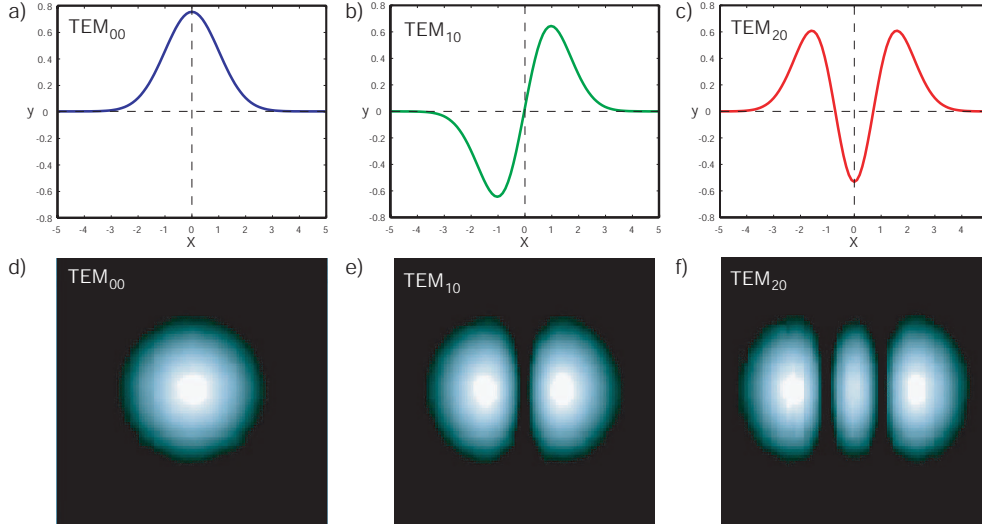 a)
TEM₀₀
0.8
0.6
0.4
0.2
y 0
-0.2
-0.4
-0.6
-0.8
-5 -4 -3 -2 -1 0 1 2 3 4 5
X
b)
TEM₁₀
0.8
0.6
0.4
0.2
y 0
-0.2
-0.4
-0.6
-0.8
-5 -4 -3 -2 -1 0 1 2 3 4 5
X
c)
TEM₂₀
0.8
0.6
0.4
0.2
y 0
-0.2
-0.4
-0.6
-0.8
-5 -4 -3 -2 -1 0 1 2 3 4
X
d)
TEM₀₀
e)
TEM₁₀
f)
TEM₂₀